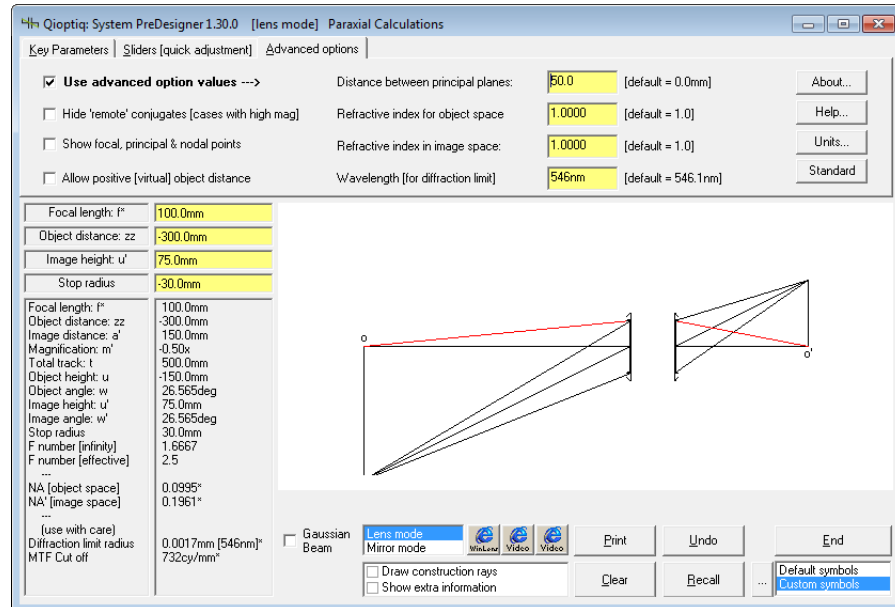 Qioptiq: System PreDesigner 1.30.0 [lens mode] Paraxial Calculations
Key Parameters Sliders [quick adjustment] Advanced options
Use advanced option values --->
Distance between principal planes: 50.0 [default = 0.0mm]
About...
Hide 'remote' conjugates [cases with high mag]
Refractive index for object space 1.0000 [default = 1.0]
Help...
Show focal, principal & nodal points
Refractive index in image space: 1.0000 [default = 1.0]
Units...
Allow positive [virtual] object distance
Wavelength [for diffraction limit] 546nm [default = 546.1nm]
Standard
Focal length: f* 100.0mm
Object distance: zz -300.0mm
Image height: u' 75.0mm
Stop radius -30.0mm
Focal length: f* 100.0mm
Object distance: zz -300.0mm
Image distance: a' 150.0mm
Magnification: m' -0.50x
Total track: t 500.0mm
Object height: u -150.0mm
Object angle: w 26.565deg
Image height: u' 75.0mm
Image angle: w' 26.565deg
Stop radius 30.0mm
F number [infinity] 1.6667
F number [effective] 2.5
--- ---
NA [object space] 0.0995*
NA' [image space] 0.1961*
--- ---
(use with care)
Diffraction limit radius 0.0017mm [546nm]*
MTF Cut off 732cy/mm*
O
O'
Gaussian Beam
Lens mode
Mirror mode
WinLens Video Video
Print Undo End
Draw construction rays
Show extra information
Clear Recall ...
Default symbols
Custom symbols